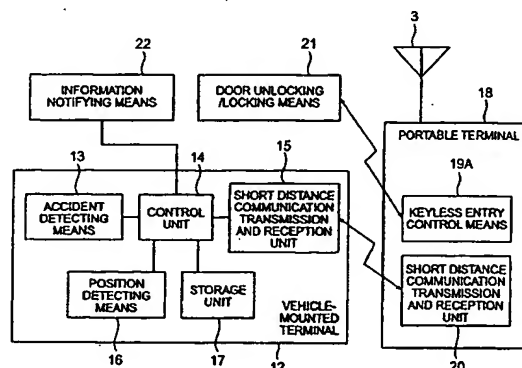 22
INFORMATION
NOTIFYING MEANS
21
DOOR UNLOCKING
/LOCKING MEANS
3
18
PORTABLE TERMINAL
19A
KEYLESS ENTRY
CONTROL MEANS
SHORT DISTANCE
COMMUNICATION
TRANSMISSION
AND RECEPTION
UNIT
20
13
ACCIDENT
DETECTING
MEANS
14
CONTROL
UNIT
15
SHORT DISTANCE
COMMUNICATION
TRANSMISSION
AND RECEPTION
UNIT
POSITION
DETECTING
MEANS
16
STORAGE
UNIT
17
VEHICLE-
MOUNTED
TERMINAL
12